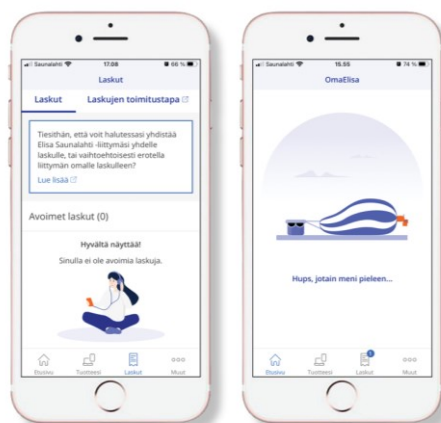 Saunalahti 17.08 66 %
Laskut
Laskut Laskujen toimitustapa
Tiesithän, että voit halutessasi yhdistää
Elisa Saunalahti -liittymäsi yhdelle
laskulle, tai vaihtoehtoisesti erotella
liittymän omalle laskulleen?
Lue lisää
Avoimet laskut (0)
Hyvältä näyttää!
Sinulla ei ole avoimia laskuja.
Etusivu Tuotteesi Laskut Muut
Saunalahti 15.55 74 %
OmaElisa
Hups, jotain meni pieleen...
Etusivu Tuotteesi Laskut Muut